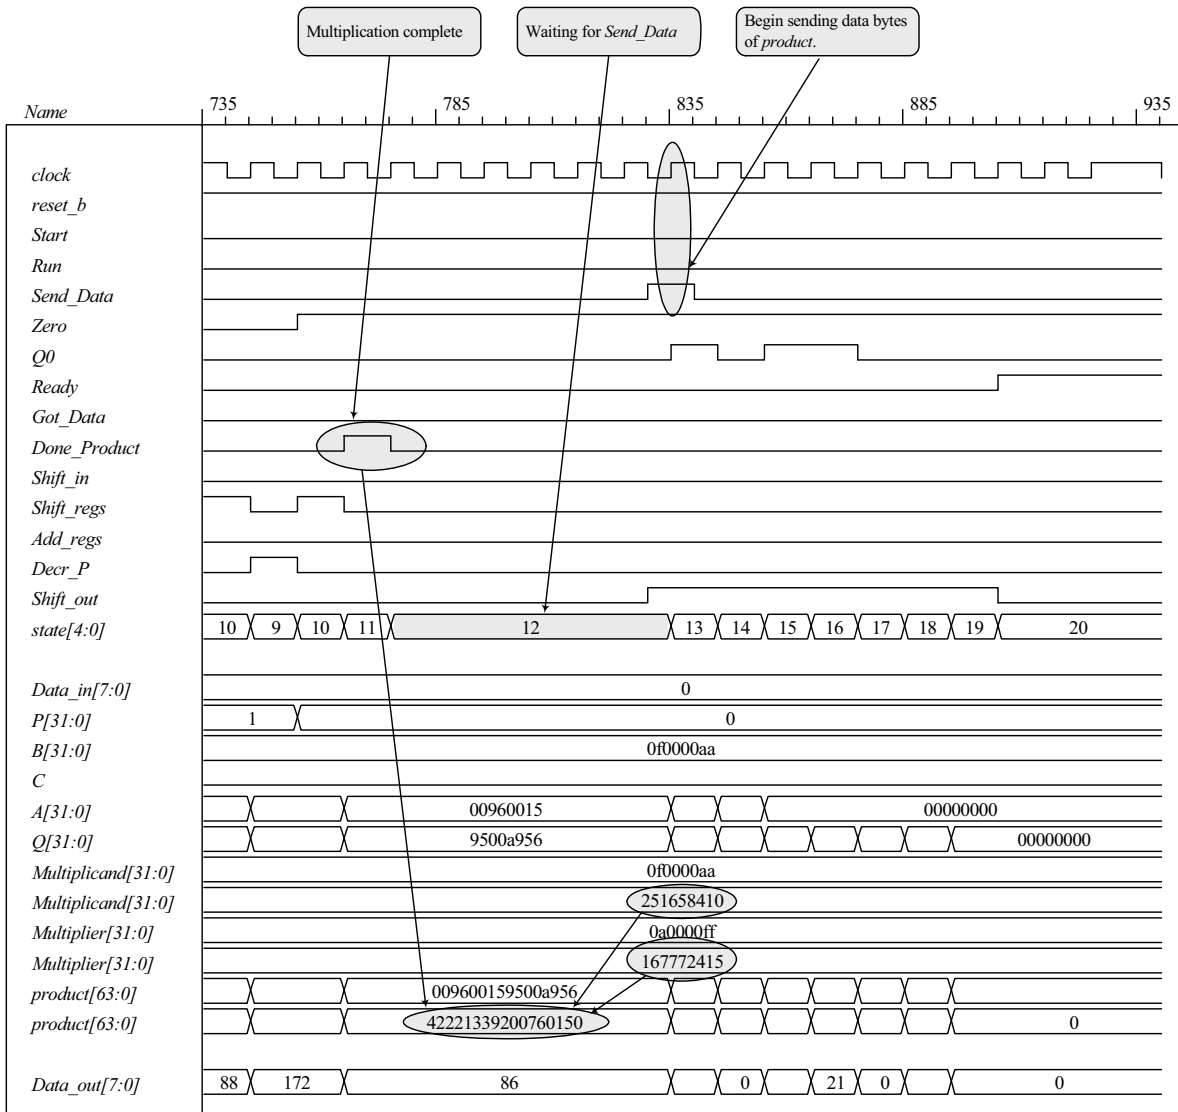 Multiplication complete
Waiting for Send_Data
Begin sending data bytes
of product.
Name
735 785 835 885 935
clock
reset_b
Start
Run
Send_Data
Zero
Q0
Ready
Got_Data
Done_Product
Shift_in
Shift_regs
Add_regs
Decr_P
Shift_out
state[4:0] 10 9 10 11 12 13 14 15 16 17 18 19 20
Data_in[7:0] 0
P[31:0] 1 0
B[31:0] 0f0000aa
C
A[31:0] 00960015 00000000
Q[31:0] 9500a956 00000000
Multiplicand[31:0] 0f0000aa
Multiplicand[31:0] 251658410
Multiplier[31:0] 0a0000ff
Multiplier[31:0] 167772415
product[63:0] 009600159500a956
product[63:0] 42221339200760150 0
Data_out[7:0] 88 172 86 0 21 0 0